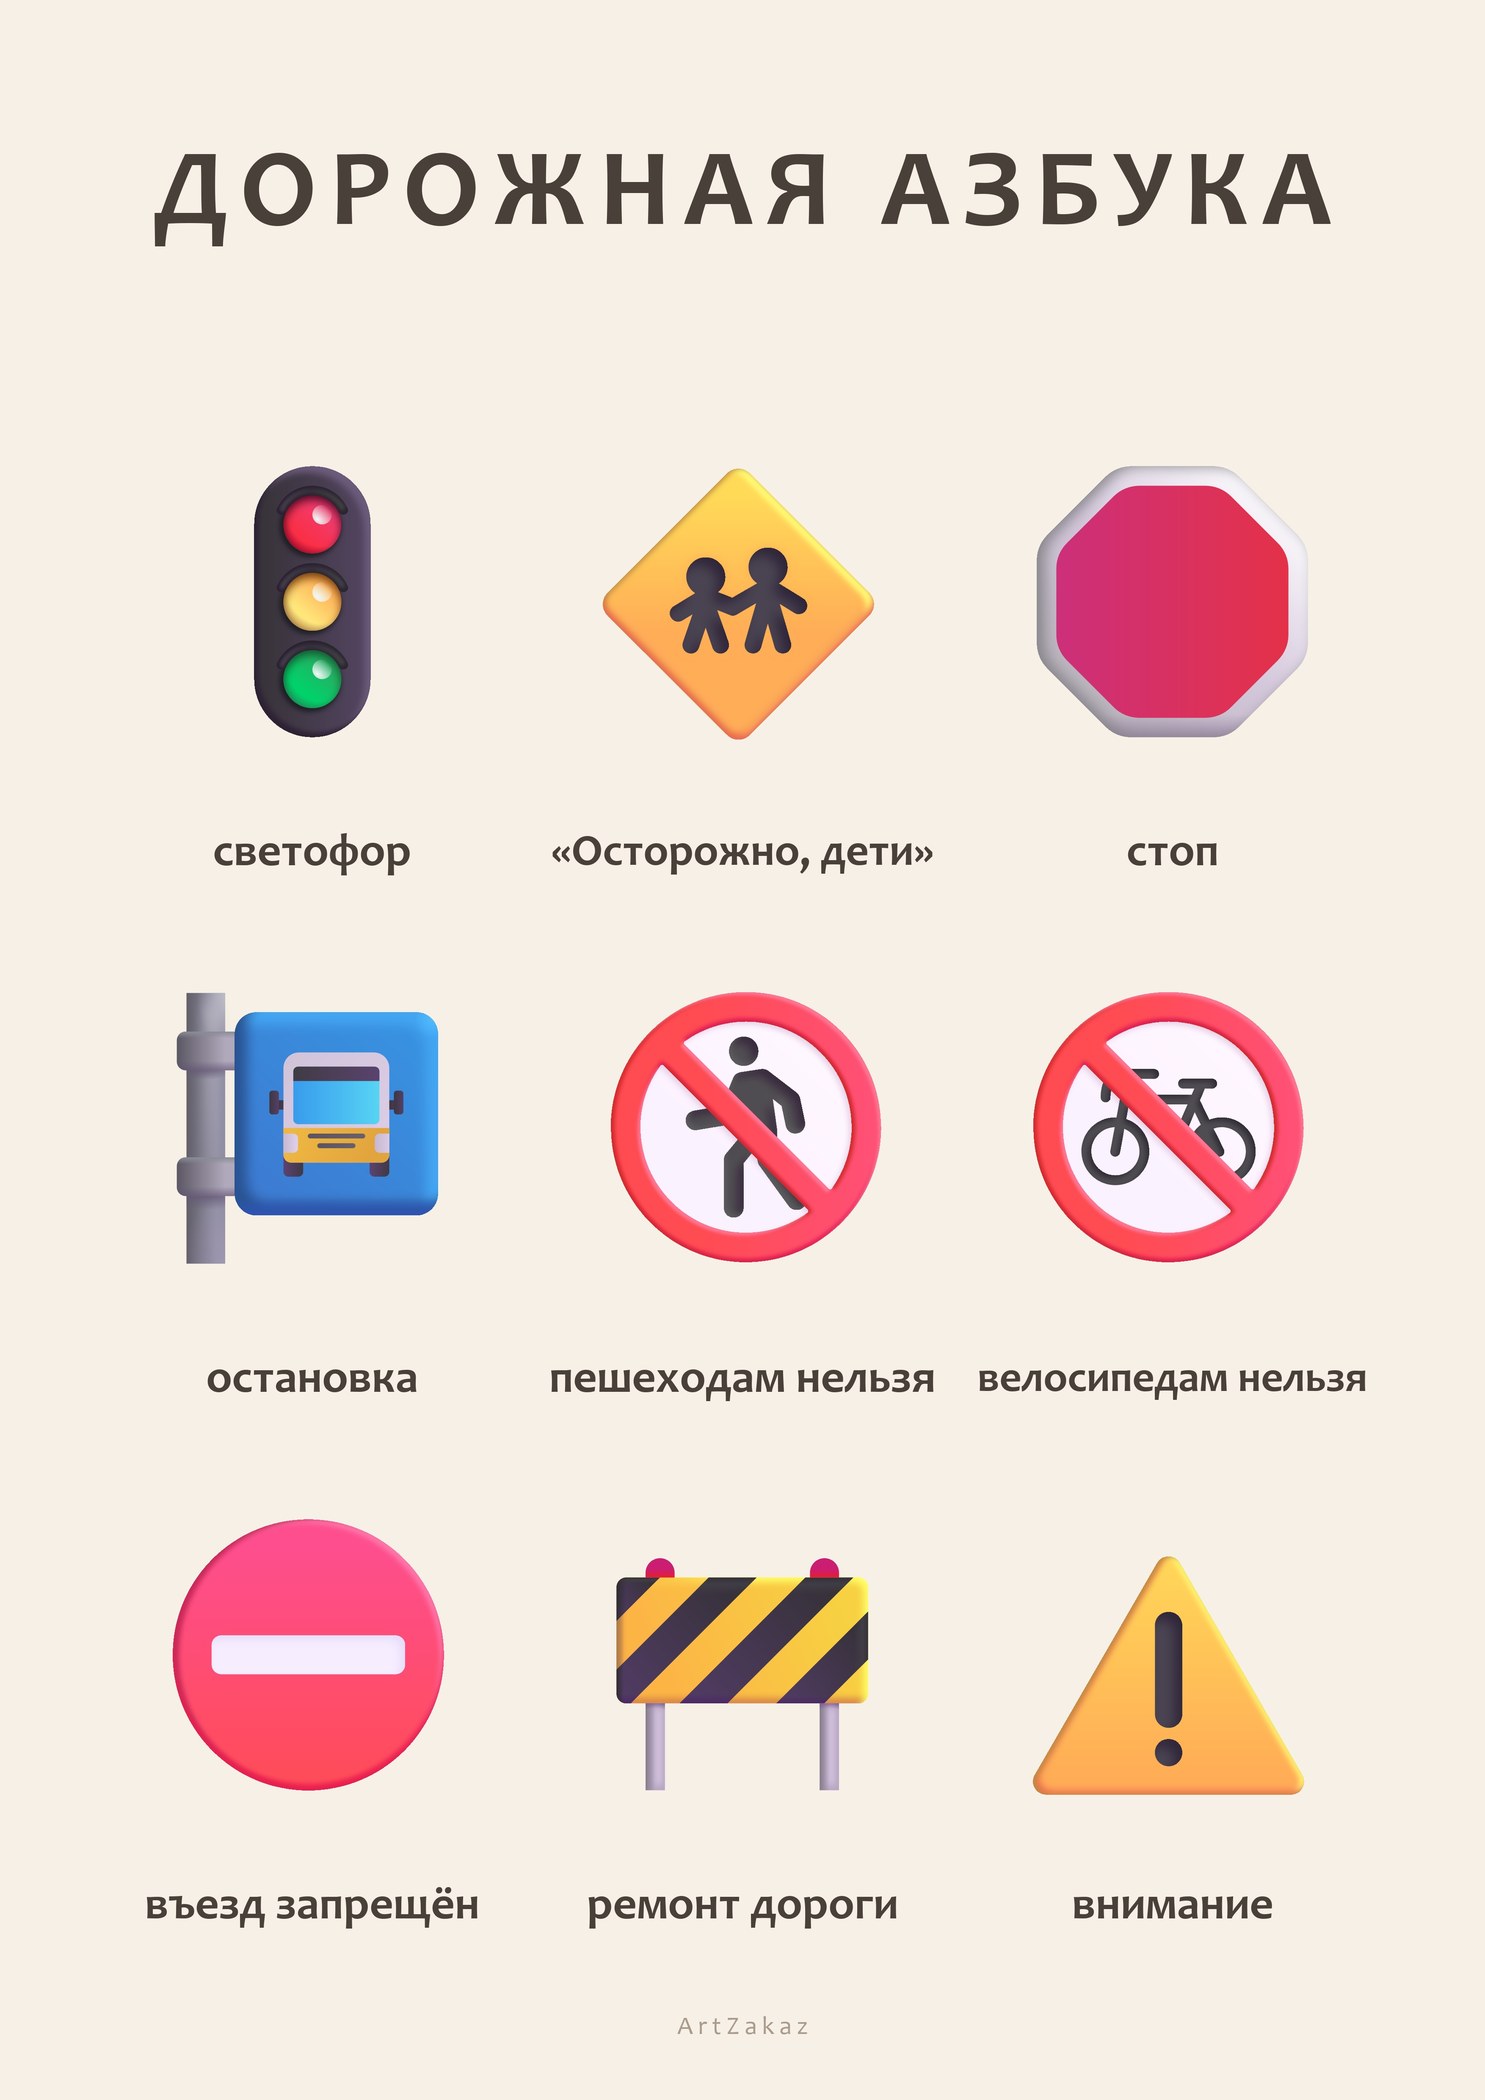 ДОРОЖНАЯ АЗБУКА
светофор
«Осторожно, дети»
стоп
остановка
пешеходам нельзя
велосипедам нельзя
въезд запрещён
ремонт дороги
внимание
ArtZakaz